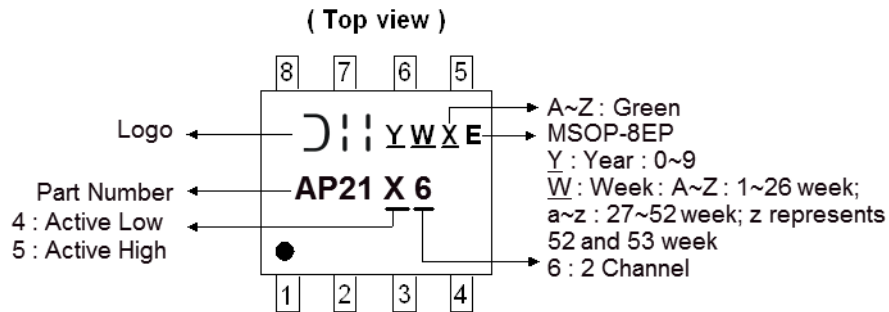 ( Top view )
8 7 6 5
Logo
Y W X E
A~Z : Green
MSOP-8EP
Y : Year : 0~9
W : Week : A~Z : 1~26 week;
a~z : 27~52 week; z represents
52 and 53 week
6 : 2 Channel
Part Number
AP21 X 6
4 : Active Low
5 : Active High
1 2 3 4